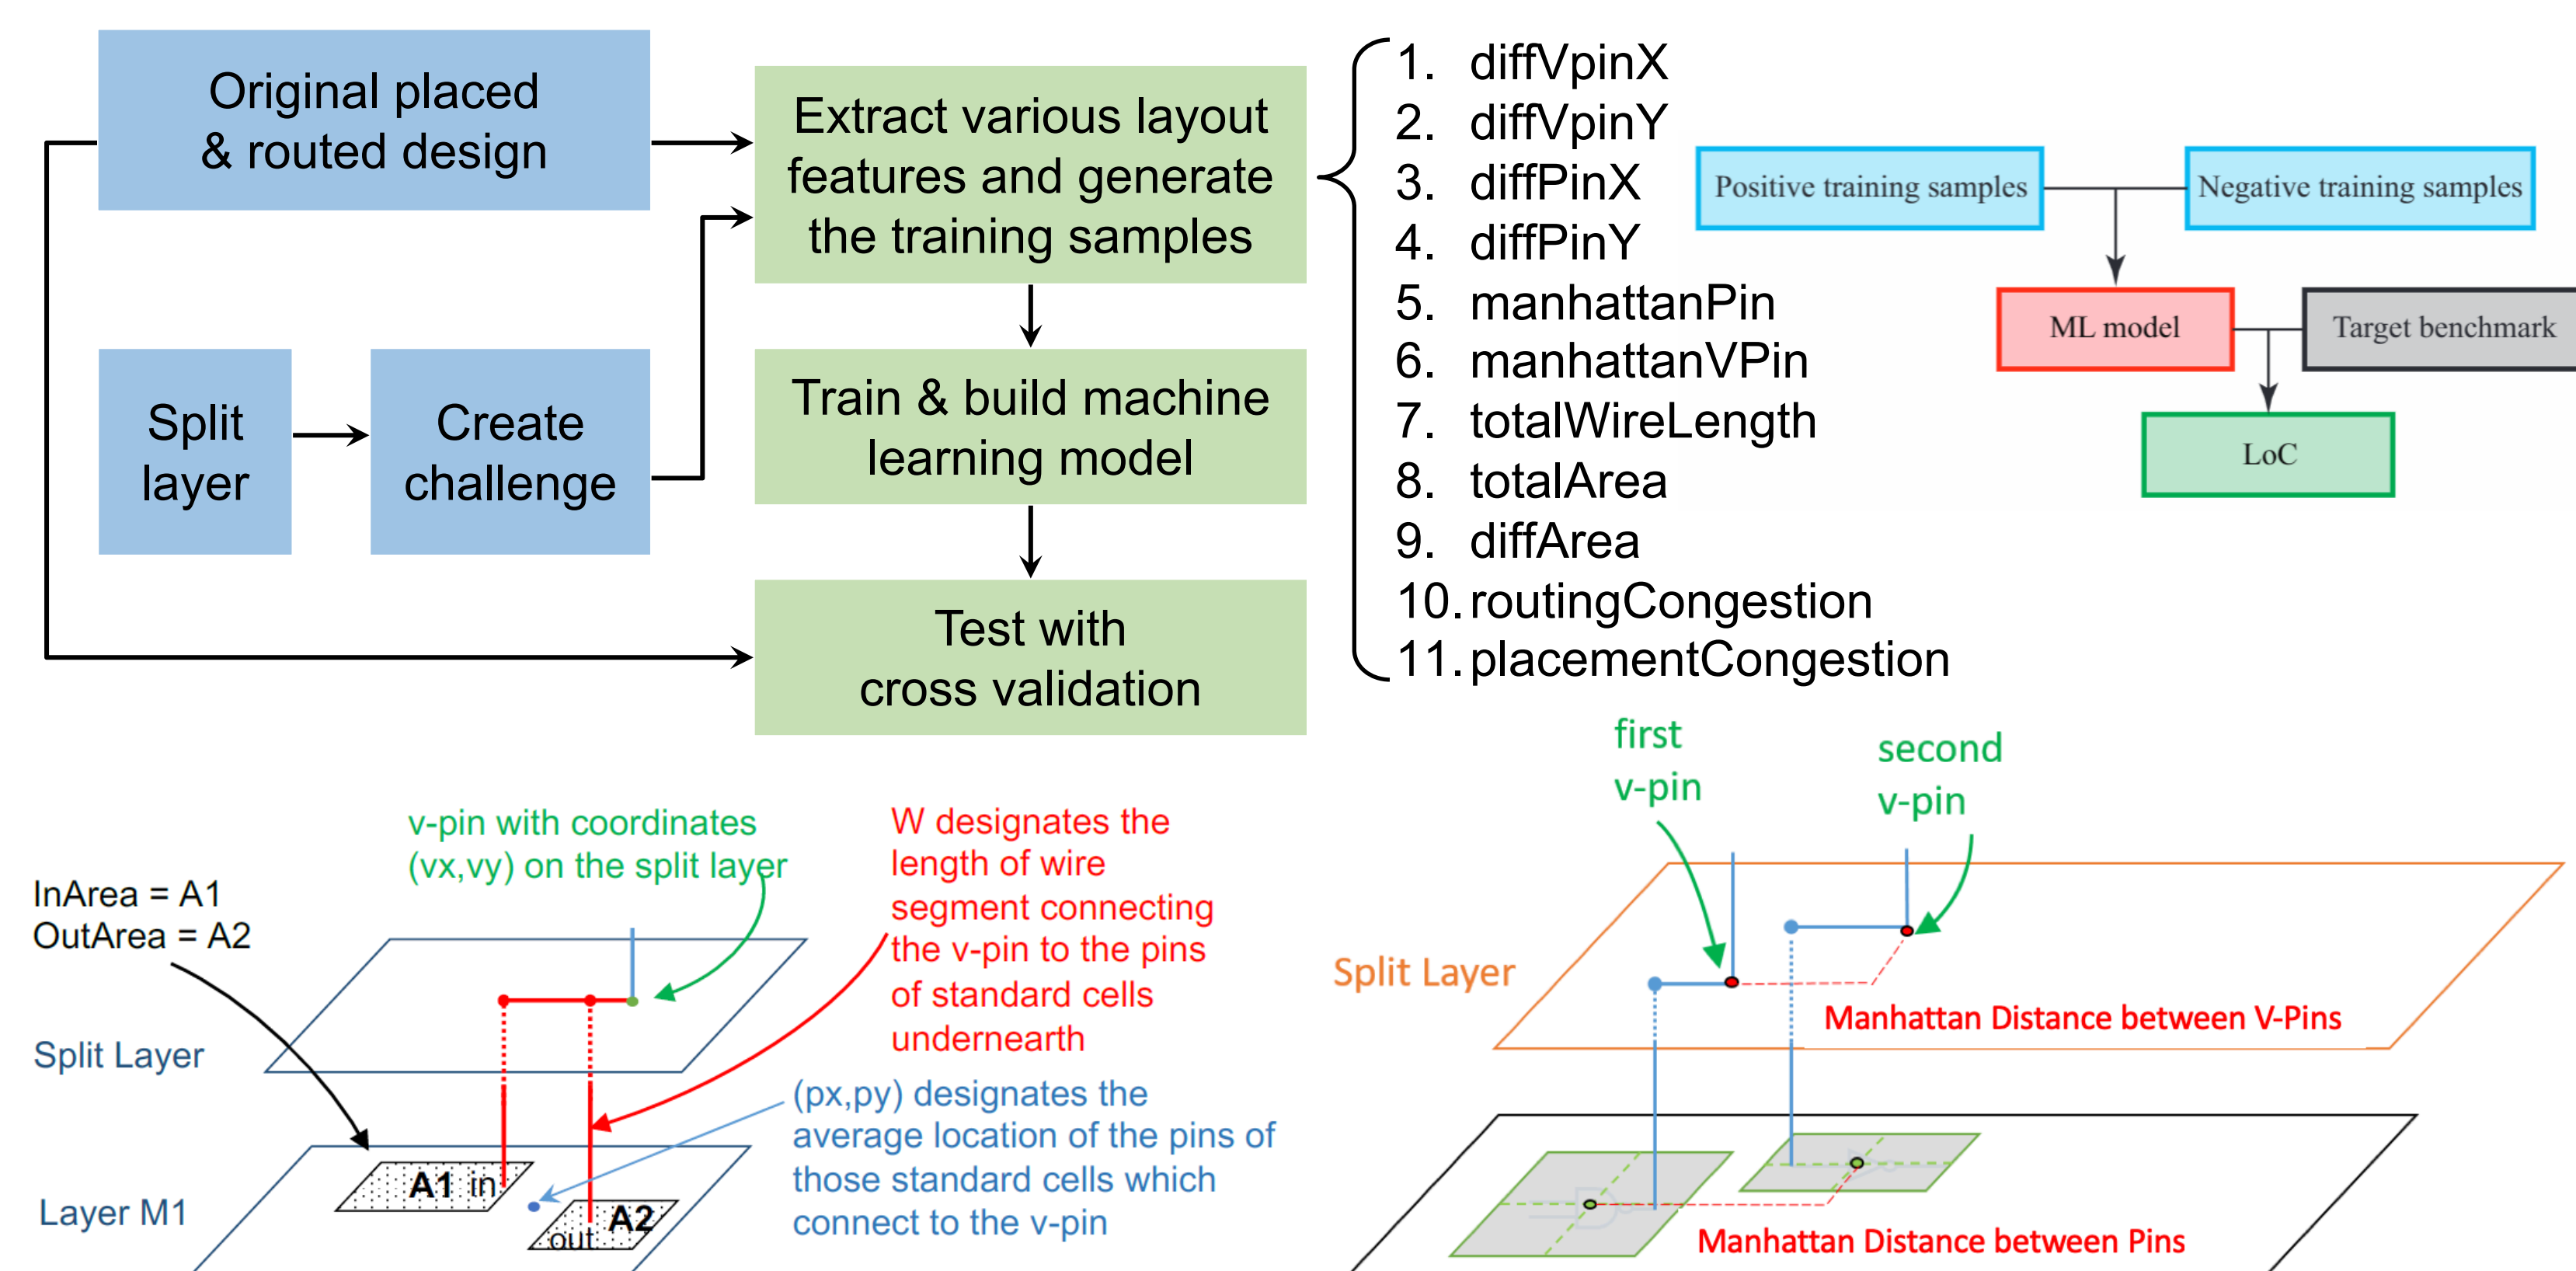 Original placed
& routed design
Split
layer
Create
challenge
Extract various layout
features and generate
the training samples
Train & build machine
learning model
Test with
cross validation
1. diffVpinX
2. diffVpinY
3. diffPinX
4. diffPinY
5. manhattanPin
6. manhattanVPin
7. totalWireLength
8. totalArea
9. diffArea
10. routingCongestion
11. placementCongestion
Positive training samples
Negative training samples
ML model
Target benchmark
LoC
InArea = A1
OutArea = A2
v-pin with coordinates
(vx,vy) on the split layer
W designates the
length of wire
segment connecting
the v-pin to the pins
of standard cells
undernearth
Split Layer
(px,py) designates the
average location of the pins of
those standard cells which
connect to the v-pin
Layer M1
A1 in
A2
out
first
v-pin
second
v-pin
Split Layer
Manhattan Distance between V-Pins
Manhattan Distance between Pins